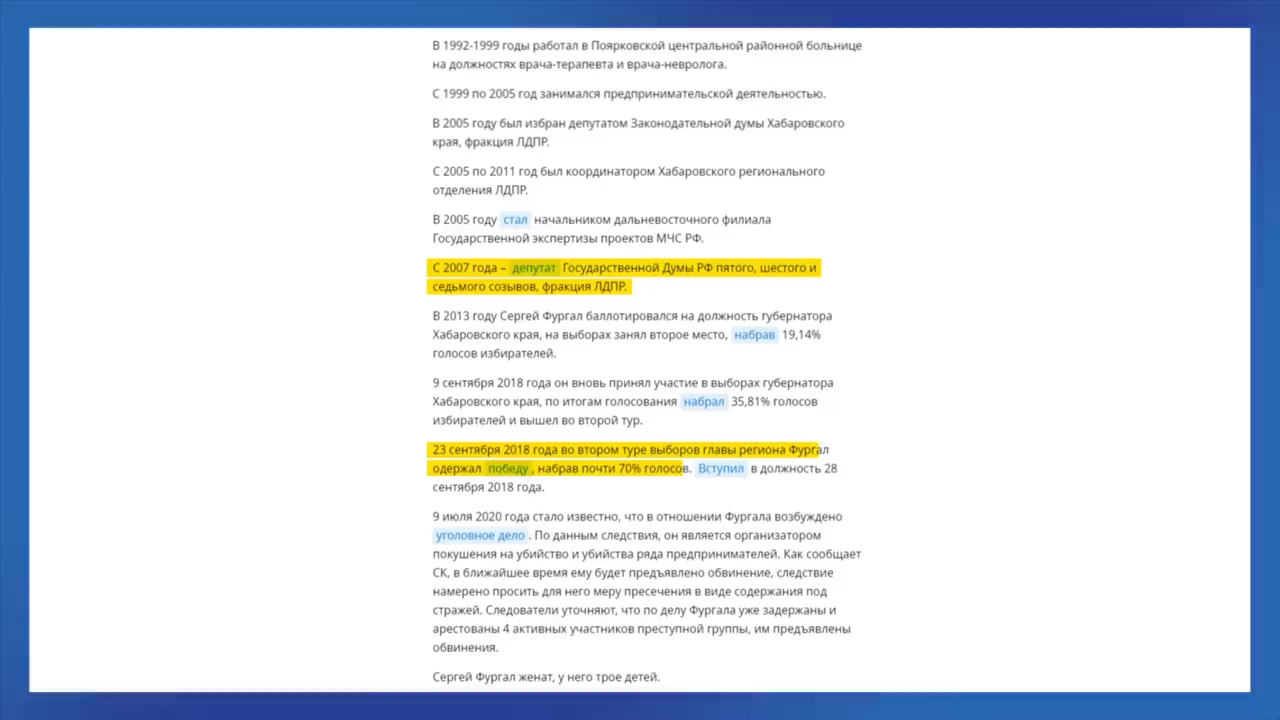 В 1992-1999 годы работал в Поярковской центральной районной больнице
на должностях врача-терапевта и врача-невролога.
С 1999 по 2005 год занимался предпринимательской деятельностью.
В 2005 году был избран депутатом Законодательной думы Хабаровского
края, фракция ЛДПР.
С 2005 по 2011 год был координатором Хабаровского регионального
отделения ЛДПР.
В 2005 году стал начальником дальневосточного филиала
Государственной экспертизы проектов МЧС РФ.
С 2007 года – депутат Государственной Думы РФ пятого, шестого и
седьмого созывов, фракция ЛДПР.
В 2013 году Сергей Фургал баллотировался на должность губернатора
Хабаровского края, на выборах занял второе место, набрав 19,14%
голосов избирателей.
9 сентября 2018 года он вновь принял участие в выборах губернатора
Хабаровского края, по итогам голосования набрал 35,81% голосов
избирателей и вышел во второй тур.
23 сентября 2018 года во втором туре выборов главы региона Фургал
одержал победу , набрав почти 70% голосов. Вступил в должность 28
сентября 2018 года.
9 июля 2020 года стало известно, что в отношении Фургала возбуждено
уголовное дело . По данным следствия, он является организатором
покушения на убийство и убийства ряда предпринимателей. Как сообщает
СК, в ближайшее время ему будет предъявлено обвинение, следствие
намерено просить для него меру пресечения в виде содержания под
стражей. Следователи уточняют, что по делу Фургала уже задержаны и
арестованы 4 активных участников преступной группы, им предъявлены
обвинения.
Сергей Фургал женат, у него трое детей.